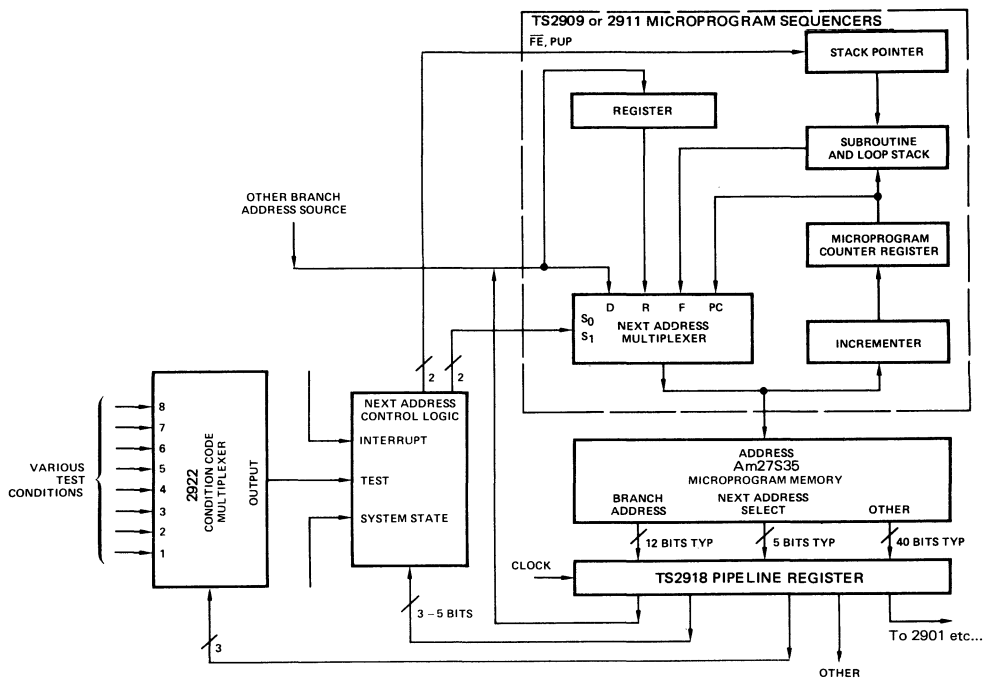 TS2909 or 2911 MICROPROGRAM SEQUENCERS
FE, PUP
STACK POINTER
REGISTER
SUBROUTINE
AND LOOP STACK
OTHER BRANCH
ADDRESS SOURCE
MICROPROGRAM
COUNTER REGISTER
D R F PC
S0
S1
NEXT ADDRESS
MULTIPLEXER
INCREMENTER
2
2
NEXT ADDRESS
CONTROL LOGIC
INTERRUPT
TEST
SYSTEM STATE
VARIOUS
TEST
CONDITIONS
8
7
6
5
4
3
2
1
2922
CONDITION CODE
MULTIPLEXER
OUTPUT
ADDRESS
Am27S35
MICROPROGRAM MEMORY
BRANCH
ADDRESS
NEXT ADDRESS
SELECT
OTHER
12 BITS TYP
5 BITS TYP
40 BITS TYP
CLOCK
TS2918 PIPELINE REGISTER
3 – 5 BITS
3
To 2901 etc...
OTHER